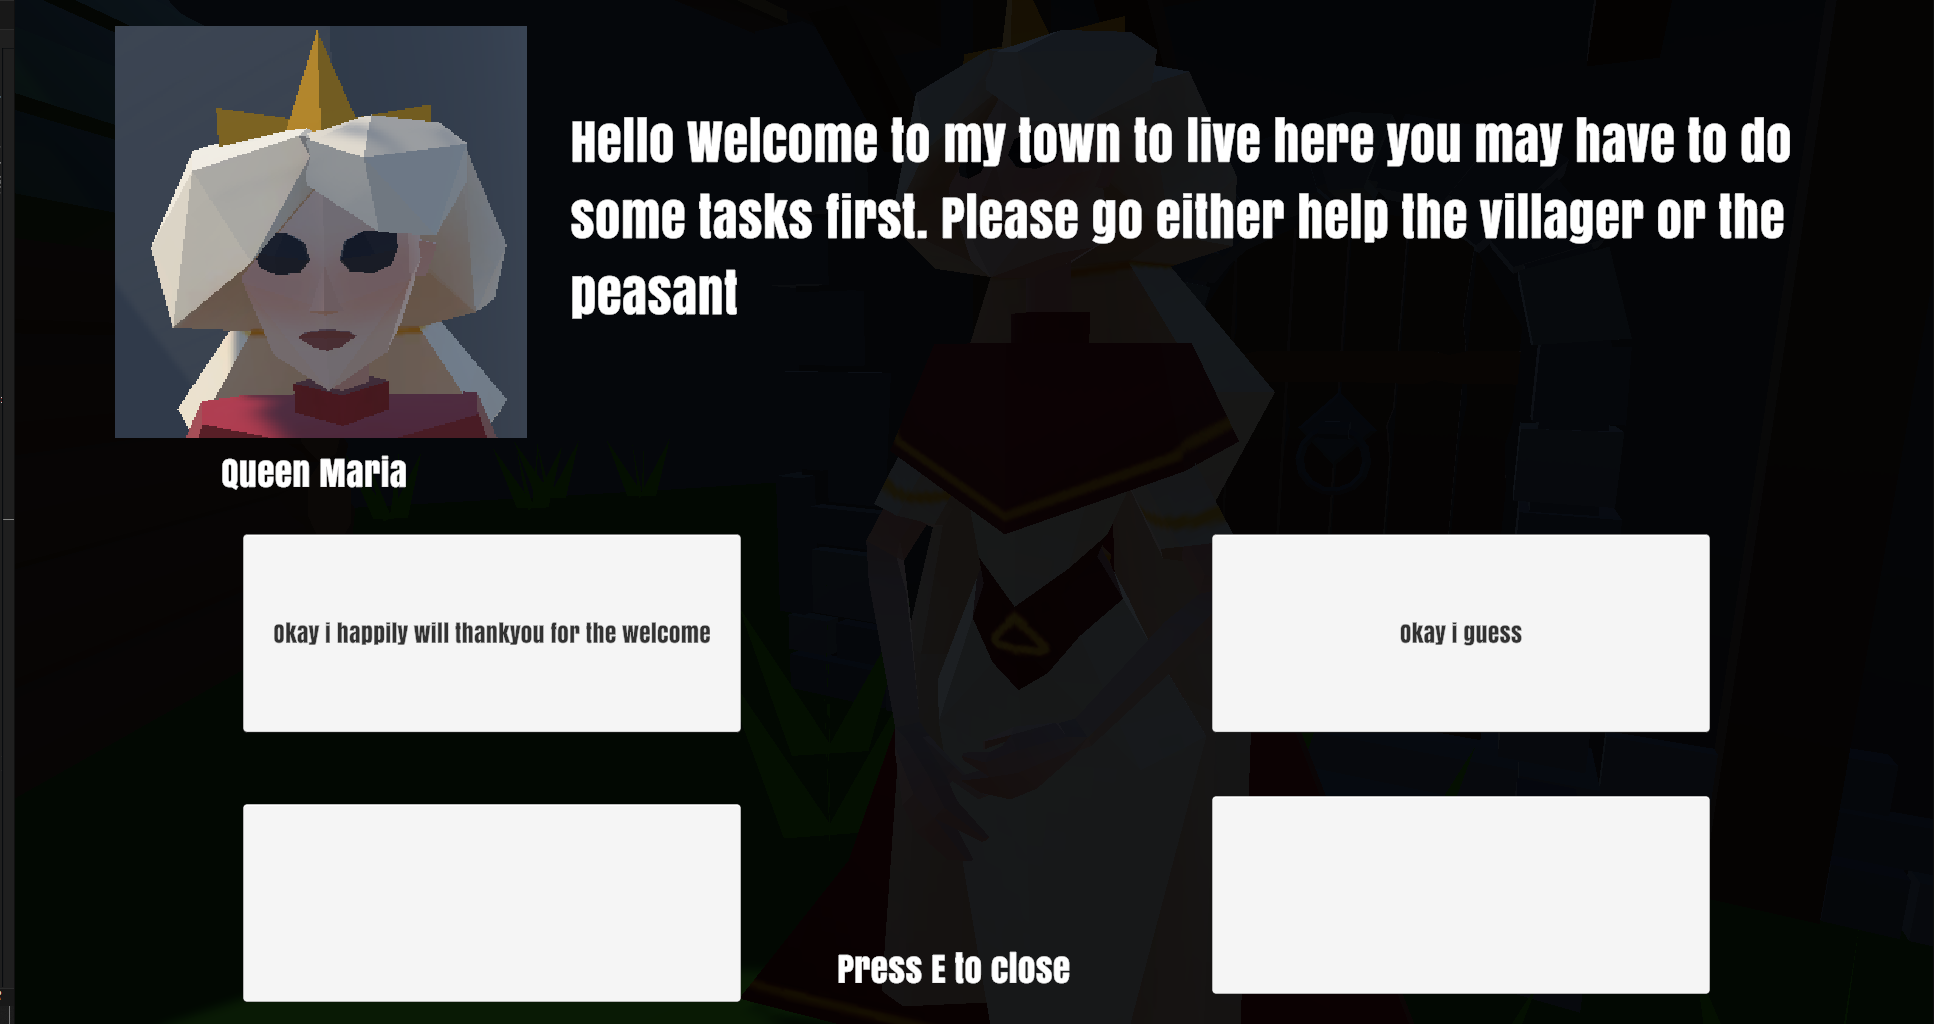 Hello Welcome to my town to live here you may have to do
some tasks first. Please go either help the villager or the
peasant
Queen Maria
Okay i happily will thankyou for the welcome
Okay i guess
Press E to close